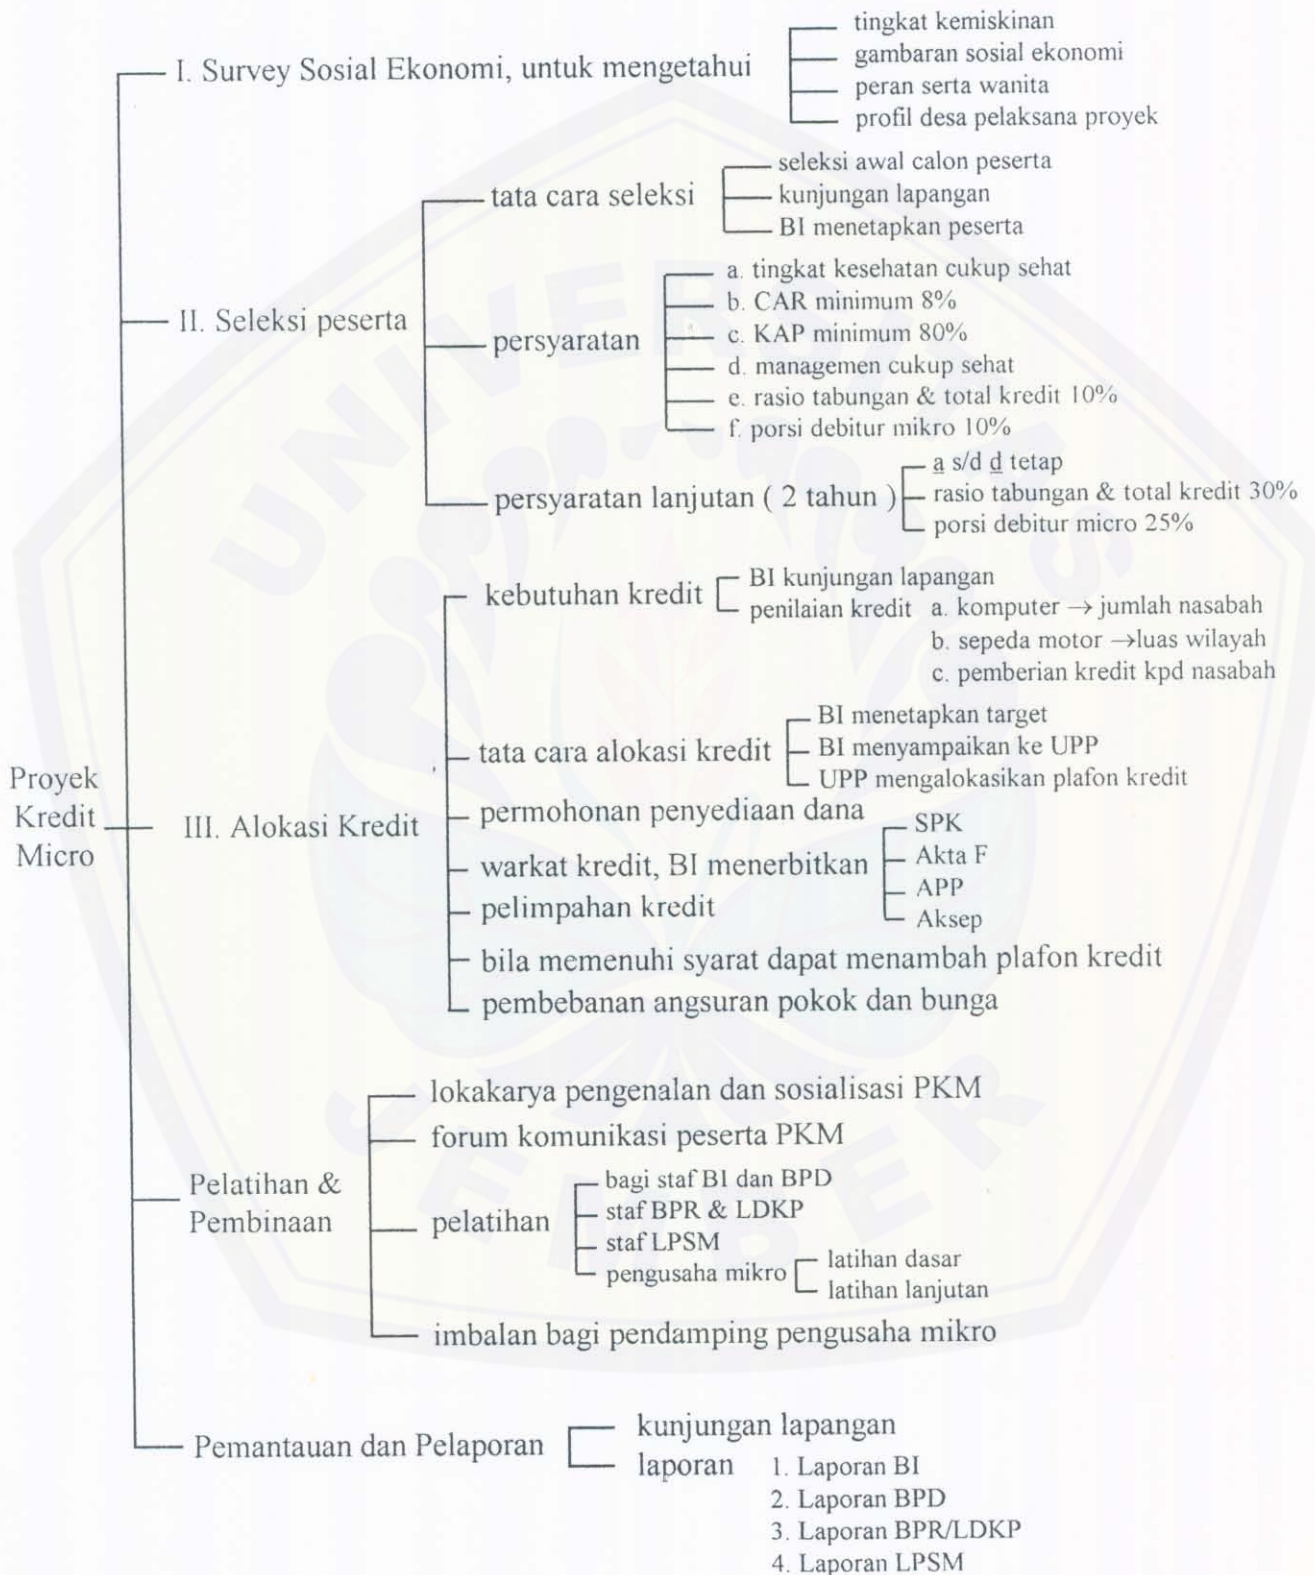 Proyek
Kredit
Micro
I. Survey Sosial Ekonomi, untuk mengetahui
tingkat kemiskinan
gambaran sosial ekonomi
peran serta wanita
profil desa pelaksana proyek
II. Seleksi peserta
tata cara seleksi
seleksi awal calon peserta
kunjungan lapangan
BI menetapkan peserta
persyaratan
a. tingkat kesehatan cukup sehat
b. CAR minimum 8%
c. KAP minimum 80%
d. managemen cukup sehat
e. rasio tabungan & total kredit 10%
f. porsi debitur mikro 10%
persyaratan lanjutan ( 2 tahun )
a s/d d tetap
rasio tabungan & total kredit 30%
porsi debitur micro 25%
III. Alokasi Kredit
kebutuhan kredit
BI kunjungan lapangan
penilaian kredit a. komputer → jumlah nasabah
b. sepeda motor →luas wilayah
c. pemberian kredit kpd nasabah
tata cara alokasi kredit
BI menetapkan target
BI menyampaikan ke UPP
UPP mengalokasikan plafon kredit
permohonan penyediaan dana
warkat kredit, BI menerbitkan
SPK
Akta F
APP
Aksep
pelimpahan kredit
bila memenuhi syarat dapat menambah plafon kredit
pembebanan angsuran pokok dan bunga
Pelatihan &
Pembinaan
lokakarya pengenalan dan sosialisasi PKM
forum komunikasi peserta PKM
pelatihan
bagi staf BI dan BPD
staf BPR & LDKP
staf LPSM
pengusaha mikro
latihan dasar
latihan lanjutan
imbalan bagi pendamping pengusaha mikro
Pemantauan dan Pelaporan
kunjungan lapangan
laporan 1. Laporan BI
2. Laporan BPD
3. Laporan BPR/LDKP
4. Laporan LPSM
UNIVERSITAS
JEMBER